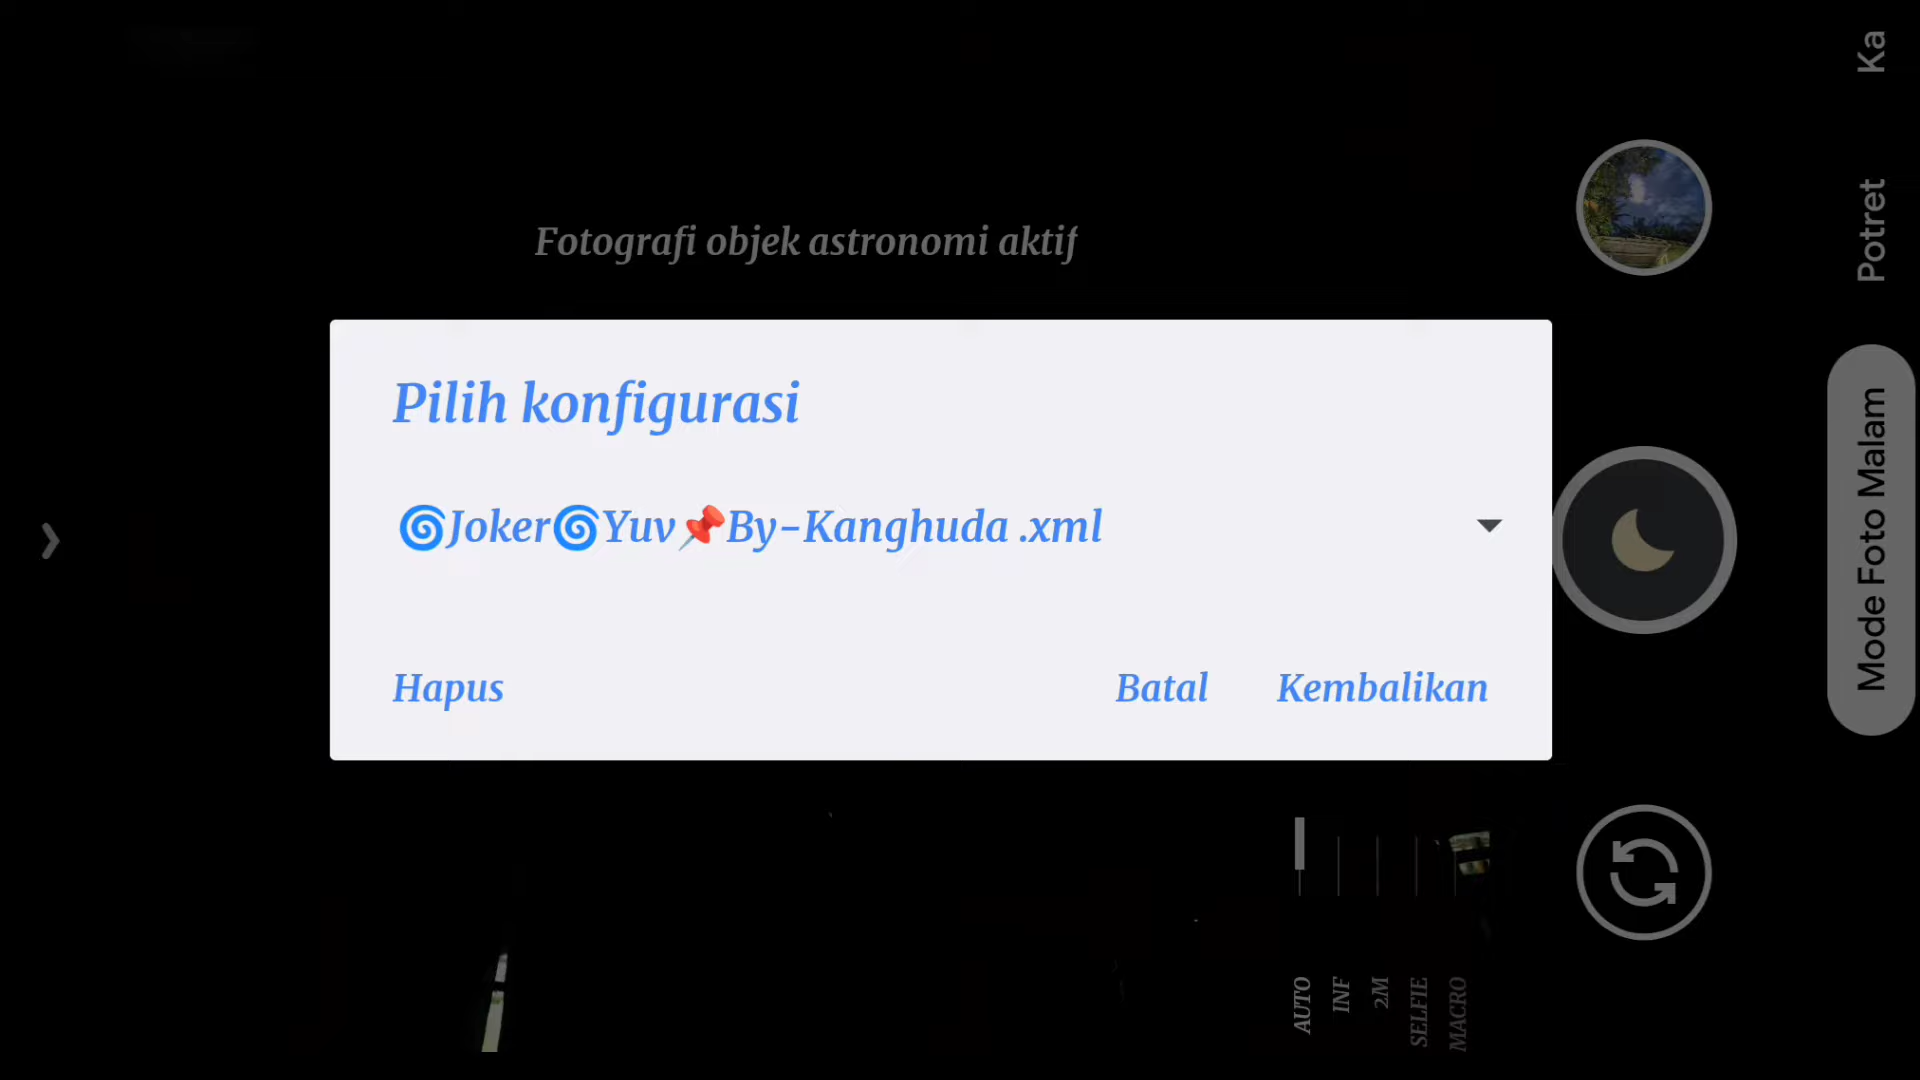 Fotografi objek astronomi aktif
Pilih konfigurasi
🌀Joker🌀Yuv📌By-Kanghuda .xml
Hapus
Batal
Kembalikan
AUTO
INF
2M
SELFIE
MACRO
Ka
Potret
Mode Foto Malam